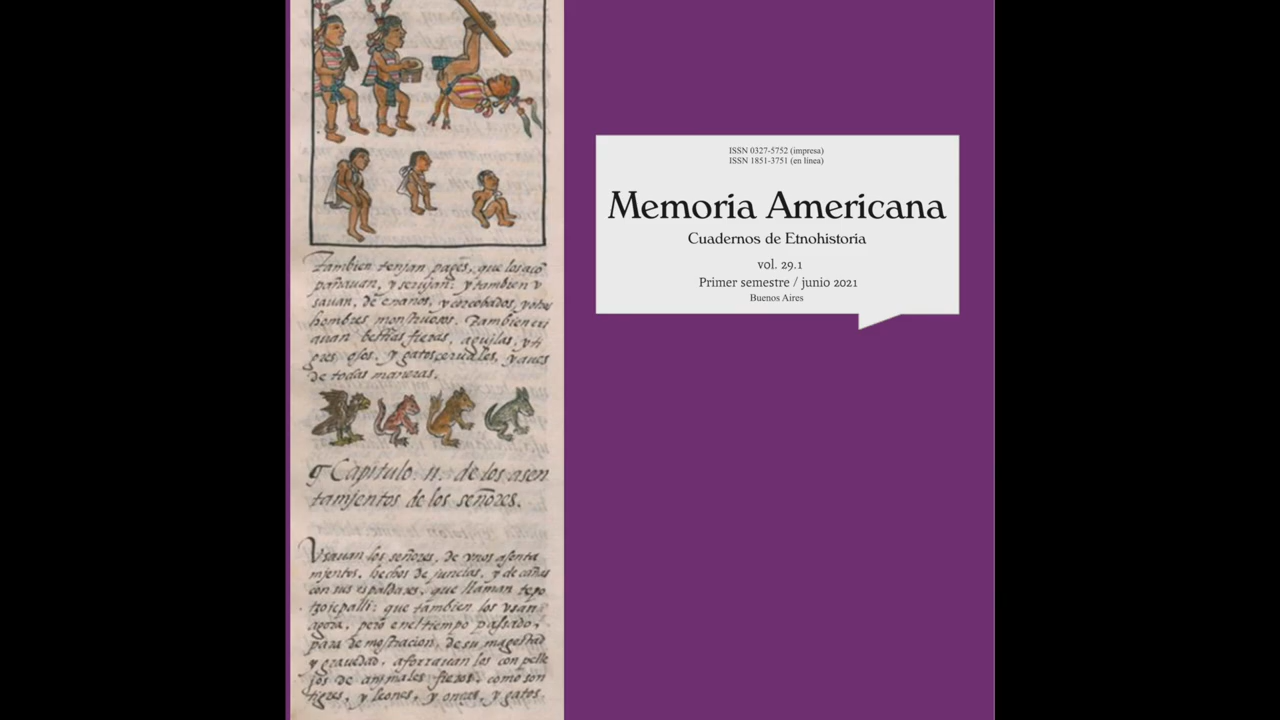 Tambien tenjan pages, que los aco
pañauan, y serujan: y tambien v
sauan, de enanos, y corcobados, y otros
hombres monstruosos. Tambien cri
auan bestias fieras, aguilas, y ti
gres osos, y gatos cerualles, y aues
de todas maneras.
¶ Capitulo .11. de los asen
tamjentos de los señores.
Vsauan los señores, de vnos asenta
mjentos, hechos de juncias, y de cañas
con sus espaldares, que llaman tepo
tzoicpalli: que tambien los vsan
agora, pero en el tiempo passado,
para demostracion, de su magestad
y grauedad, aforrauan los con pelle
jos de animales fieros, como son
tigres, y leones, y onças, y gatos
ISSN 0327-5752 (impresa)
ISSN 1851-3751 (en línea)
Memoria Americana
Cuadernos de Etnohistoria
vol. 29.1
Primer semestre / junio 2021
Buenos Aires